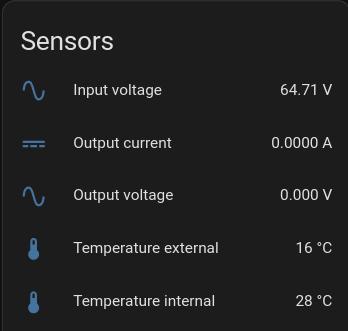 Sensors
Input voltage 64.71 V
Output current 0.0000 A
Output voltage 0.000 V
Temperature external 16 °C
Temperature internal 28 °C